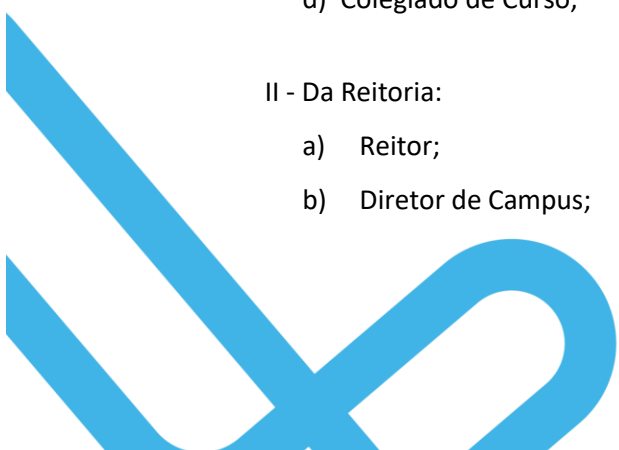 d) Colegiado de Curso;
II - Da Reitoria:
a) Reitor;
b) Diretor de Campus;